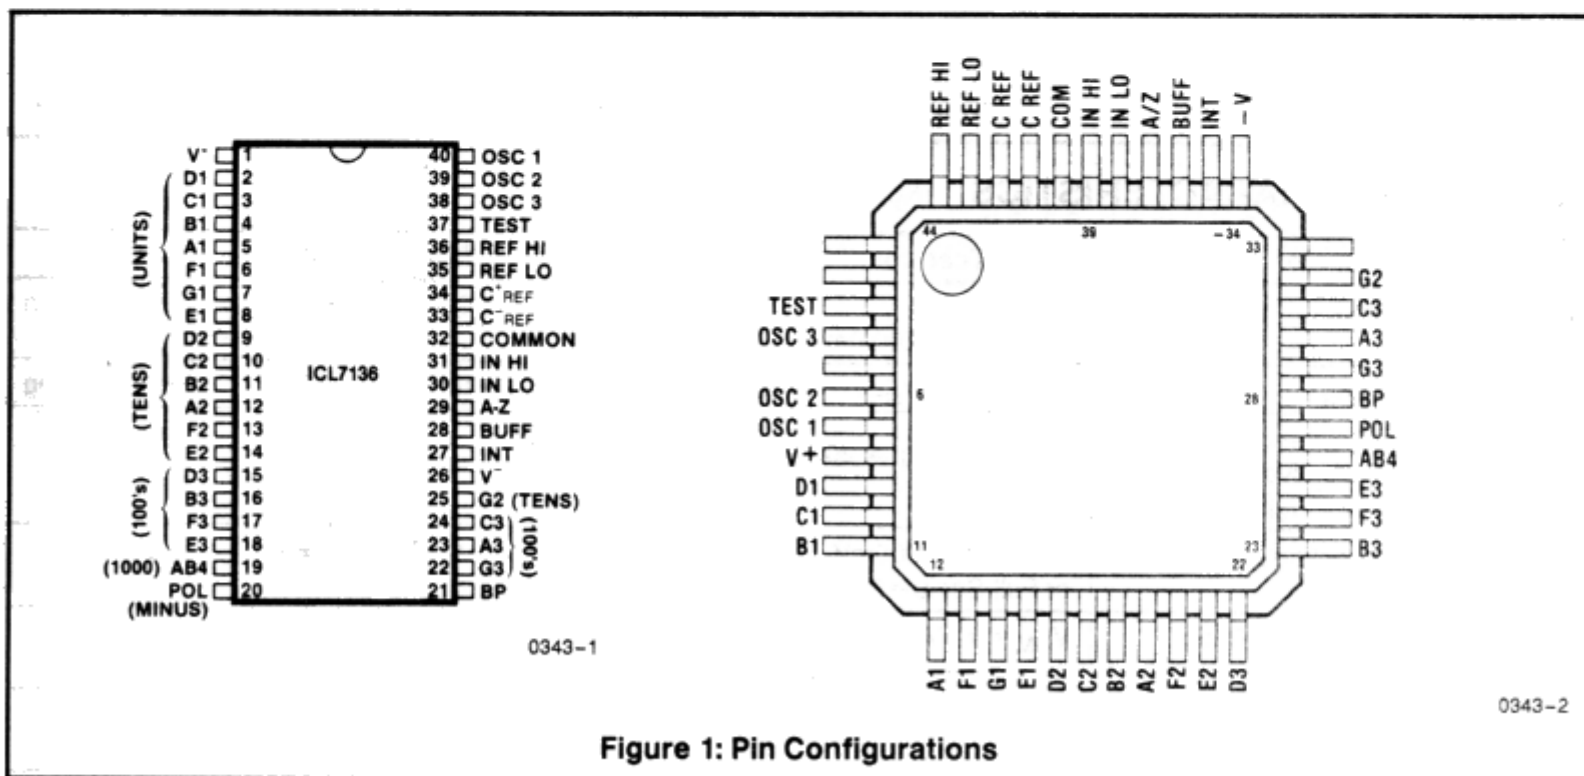 V- 1
D1 2
C1 3
B1 4
A1 5
F1 6
G1 7
E1 8
D2 9
C2 10
B2 11
A2 12
F2 13
E2 14
D3 15
B3 16
F3 17
E3 18
(1000) AB4 19
POL 20
(MINUS)
(UNITS)
(TENS)
(100's)
ICL7136
40 OSC 1
39 OSC 2
38 OSC 3
37 TEST
36 REF HI
35 REF LO
34 C+REF
33 C-REF
32 COMMON
31 IN HI
30 IN LO
29 A-Z
28 BUFF
27 INT
26 V-
25 G2 (TENS)
24 C3
23 A3
22 G3
21 BP
(100's)
0343-1
REF HI
REF LO
C REF
C REF
COM
IN HI
IN LO
A/Z
BUFF
INT
-V
44
39
-34
33
TEST
OSC 3
OSC 2
OSC 1
V+
D1
C1
B1
6
11
12
28
23
22
G2
C3
A3
G3
BP
POL
AB4
E3
F3
B3
A1
F1
G1
E1
D2
C2
B2
A2
F2
E2
D3
0343-2
Figure 1: Pin Configurations